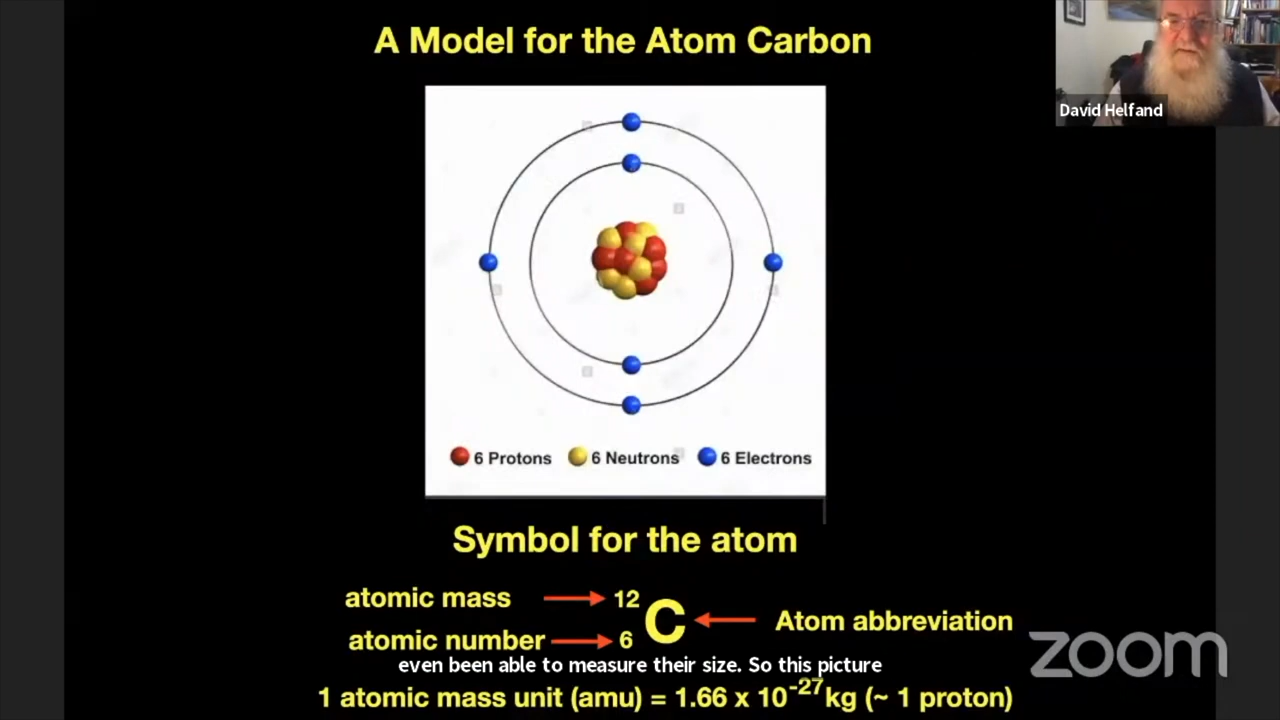 A Model for the Atom Carbon
David Helfand
6 Protons 6 Neutrons 6 Electrons
Symbol for the atom
atomic mass 12
C Atom abbreviation
atomic number 6
zoom
even been able to measure their size. So this picture
1 atomic mass unit (amu) = 1.66 x 10⁻²⁷kg (~ 1 proton)